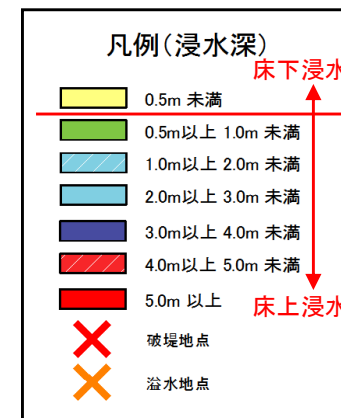 凡例(浸水深)
床下浸水
0.5m 未満
0.5m以上 1.0m 未満
1.0m以上 2.0m 未満
2.0m以上 3.0m 未満
3.0m以上 4.0m 未満
4.0m以上 5.0m 未満
5.0m 以上
床上浸水
破堤地点
溢水地点